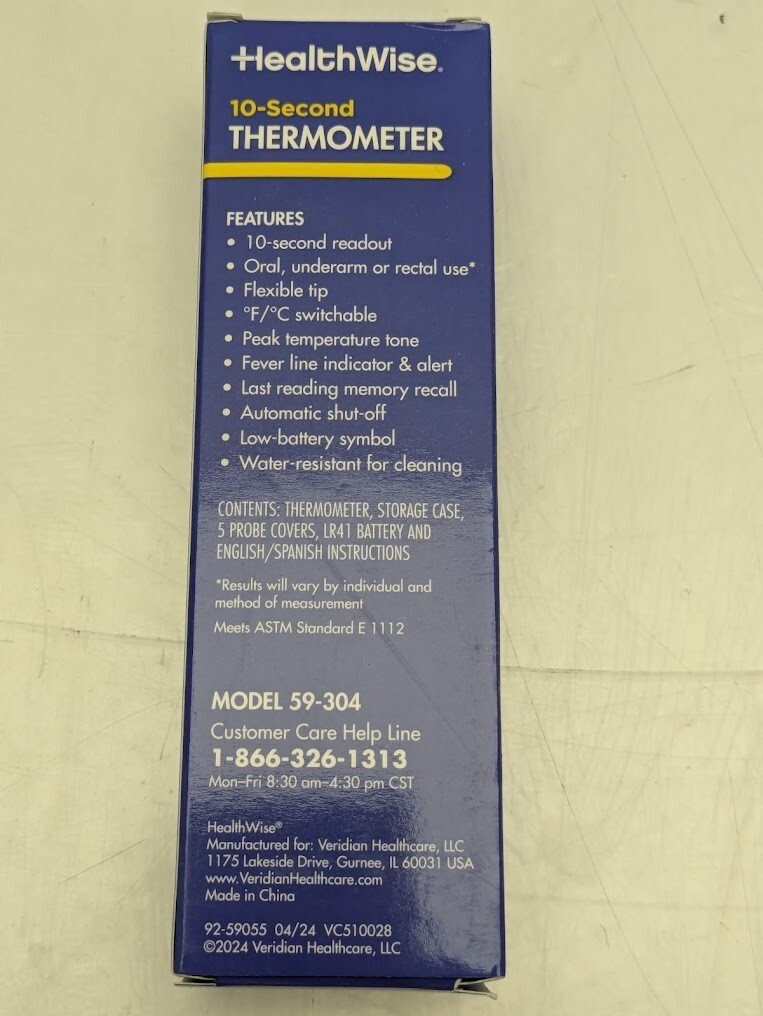 HealthWise®
10-Second
THERMOMETER
FEATURES
• 10-second readout
• Oral, underarm or rectal use*
• Flexible tip
• °F/°C switchable
• Peak temperature tone
• Fever line indicator & alert
• Last reading memory recall
• Automatic shut-off
• Low-battery symbol
• Water-resistant for cleaning
CONTENTS: THERMOMETER, STORAGE CASE,
5 PROBE COVERS, LR41 BATTERY AND
ENGLISH/SPANISH INSTRUCTIONS
*Results will vary by individual and
method of measurement
Meets ASTM Standard E 1112
MODEL 59-304
Customer Care Help Line
1-866-326-1313
Mon–Fri 8:30 am–4:30 pm CST
HealthWise®
Manufactured for: Veridian Healthcare, LLC
1175 Lakeside Drive, Gurnee, IL 60031 USA
www.VeridianHealthcare.com
Made in China
92-59055 04/24 VC510028
©2024 Veridian Healthcare, LLC